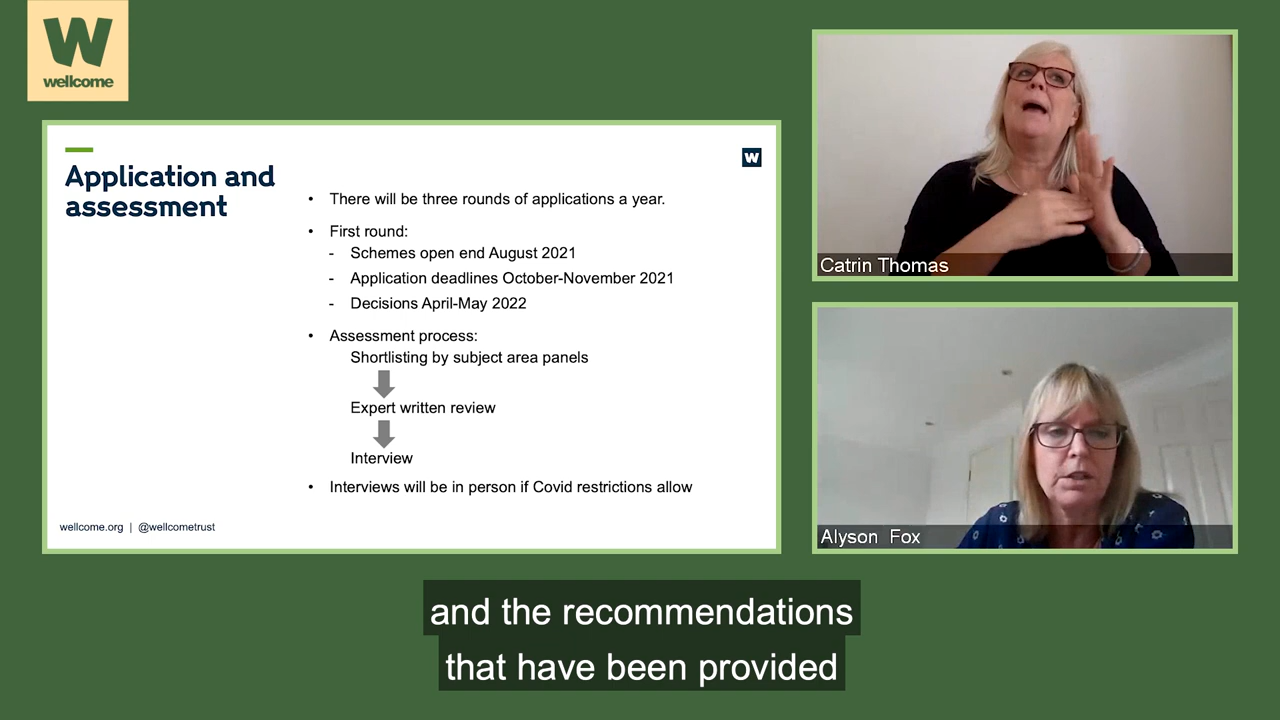 W
wellcome
Application and
assessment
W
• There will be three rounds of applications a year.
• First round:
- Schemes open end August 2021
- Application deadlines October-November 2021
- Decisions April-May 2022
• Assessment process:
Shortlisting by subject area panels
Expert written review
Interview
• Interviews will be in person if Covid restrictions allow
wellcome.org | @wellcometrust
Catrin Thomas
Alyson Fox
and the recommendations
that have been provided